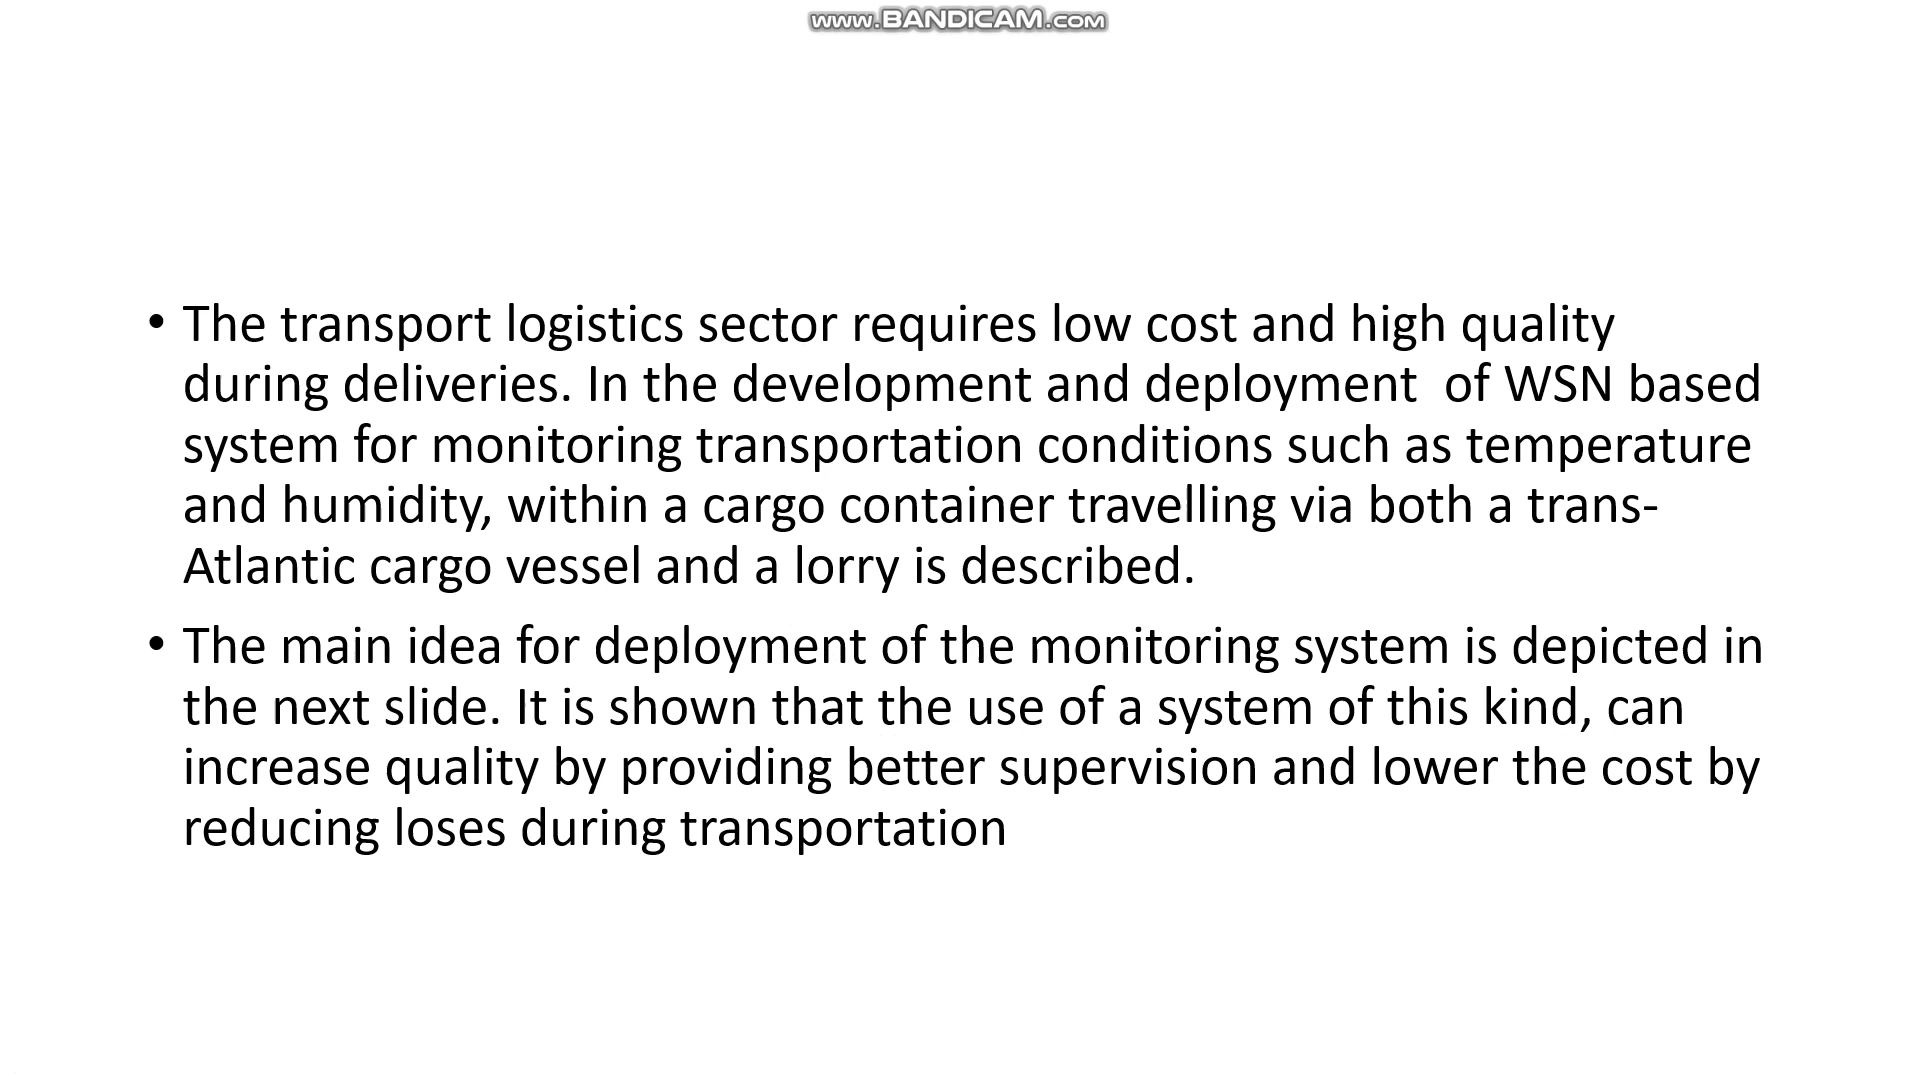 www.BANDICAM.com
• The transport logistics sector requires low cost and high quality
during deliveries. In the development and deployment  of WSN based
system for monitoring transportation conditions such as temperature
and humidity, within a cargo container travelling via both a trans-
Atlantic cargo vessel and a lorry is described.
• The main idea for deployment of the monitoring system is depicted in
the next slide. It is shown that the use of a system of this kind, can
increase quality by providing better supervision and lower the cost by
reducing loses during transportation